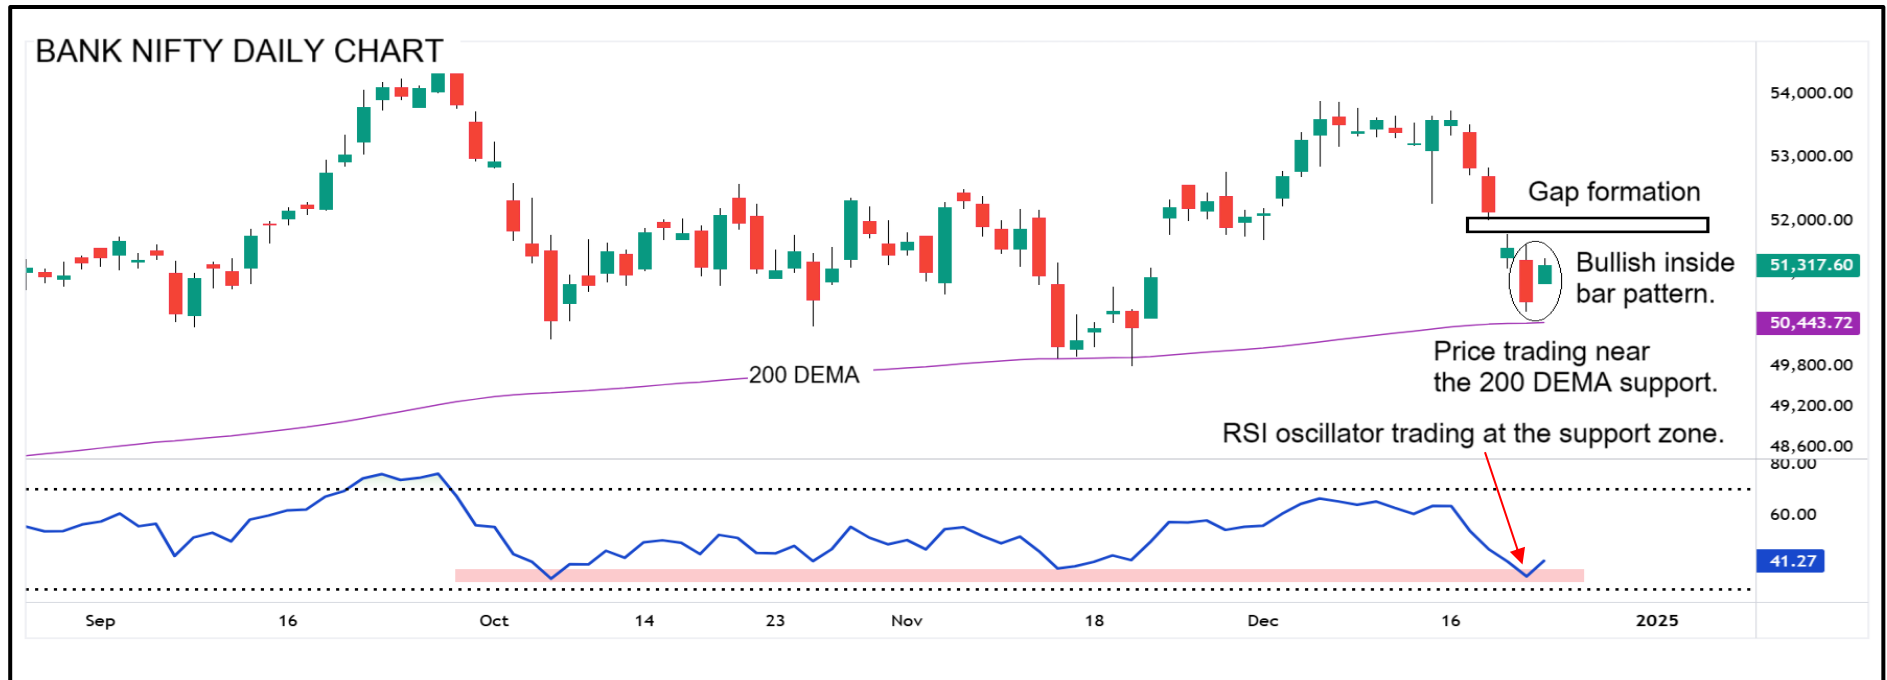 BANK NIFTY DAILY CHART
54,000.00
53,000.00
Gap formation
52,000.00
Bullish inside
bar pattern.
51,317.60
50,443.72
Price trading near
the 200 DEMA support.
49,800.00
200 DEMA
49,200.00
RSI oscillator trading at the support zone.
48,600.00
80.00
60.00
41.27
Sep 16 Oct 14 23 Nov 18 Dec 16 2025